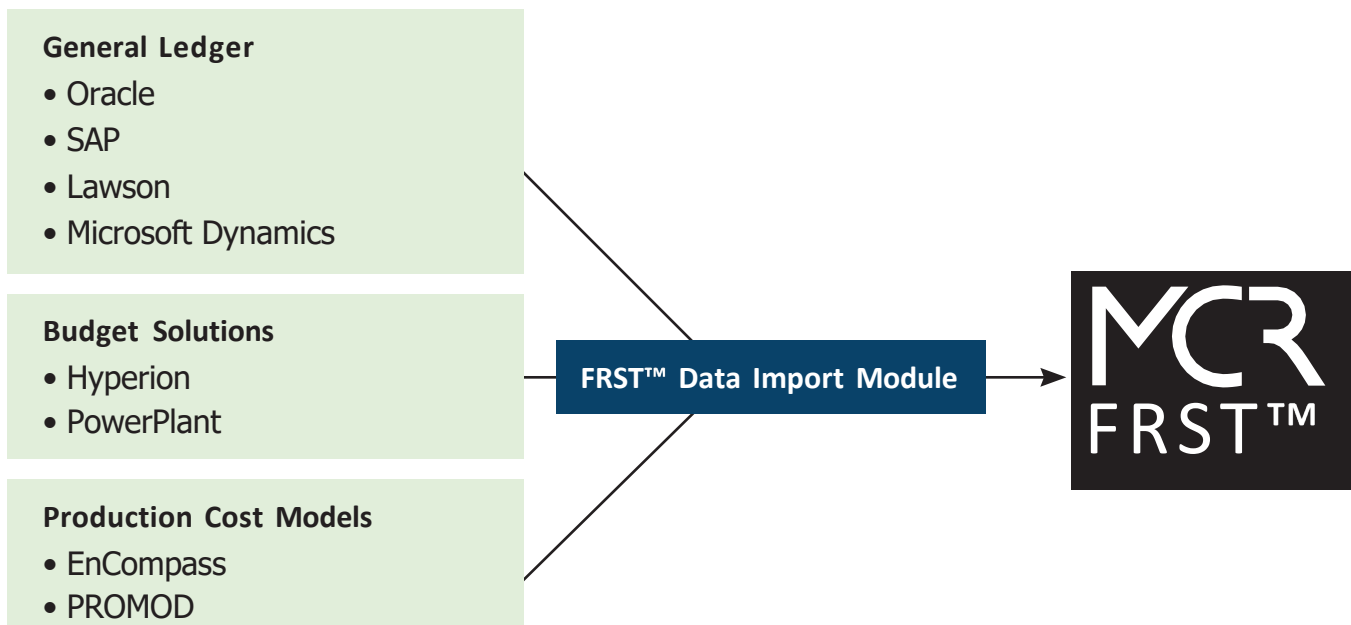 General Ledger
• Oracle
• SAP
• Lawson
• Microsoft Dynamics
Budget Solutions
• Hyperion
• PowerPlant
Production Cost Models
• EnCompass
• PROMOD
FRST™ Data Import Module
MCR
FRST™